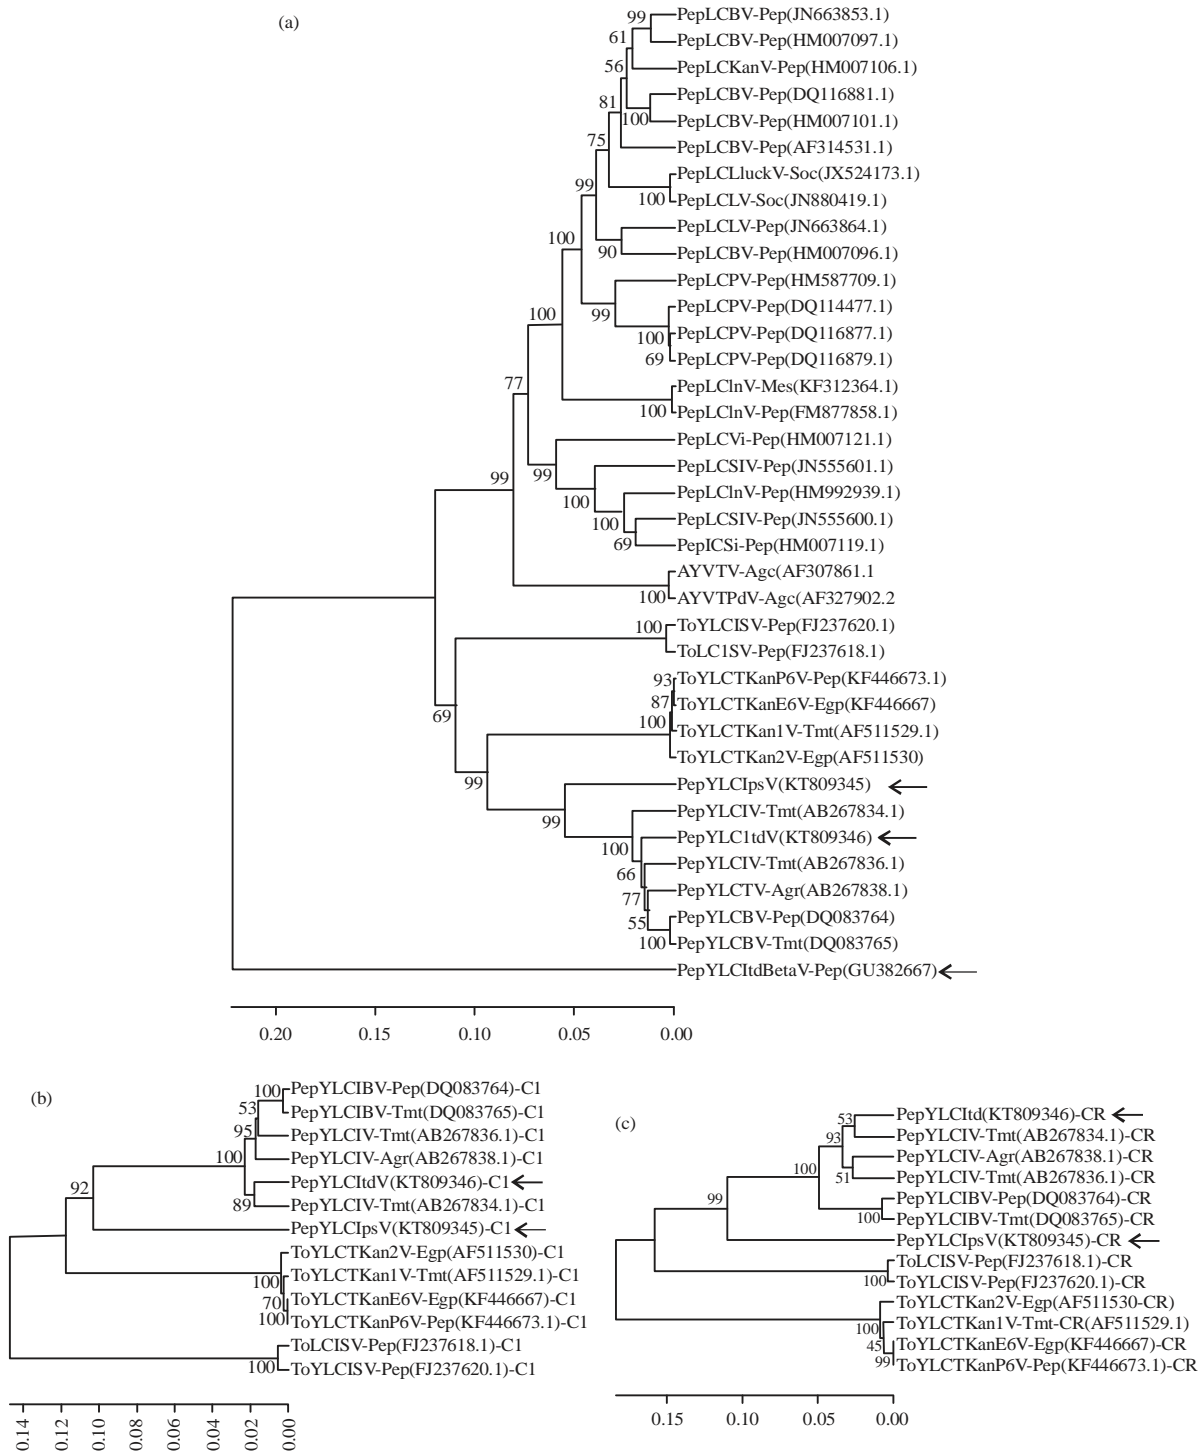 (a)
99
PepLCBV-Pep(JN663853.1)
61
PepLCBV-Pep(HM007097.1)
56
PepLCKanV-Pep(HM007106.1)
81
PepLCBV-Pep(DQ116881.1)
100
PepLCBV-Pep(HM007101.1)
75
PepLCBV-Pep(AF314531.1)
99
PepLCLluckV-Soc(JX524173.1)
100
PepLCLV-Soc(JN880419.1)
PepLCLV-Pep(JN663864.1)
100
90
PepLCBV-Pep(HM007096.1)
PepLCPV-Pep(HM587709.1)
100
99
PepLCPV-Pep(DQ114477.1)
100
PepLCPV-Pep(DQ116877.1)
69
PepLCPV-Pep(DQ116879.1)
77
PepLClnV-Mes(KF312364.1)
100
PepLClnV-Pep(FM877858.1)
PepLCVi-Pep(HM007121.1)
99
99
PepLCSIV-Pep(JN555601.1)
100
PepLClnV-Pep(HM992939.1)
100
PepLCSIV-Pep(JN555600.1)
69
PepICSi-Pep(HM007119.1)
AYVTV-Agc(AF307861.1
100
AYVTPdV-Agc(AF327902.2
100
ToYLCISV-Pep(FJ237620.1)
ToLC1SV-Pep(FJ237618.1)
93
ToYLCTKanP6V-Pep(KF446673.1)
87
ToYLCTKanE6V-Egp(KF446667)
69
100
ToYLCTKan1V-Tmt(AF511529.1)
ToYLCTKan2V-Egp(AF511530)
99
PepYLCIpsV(KT809345)
99
PepYLCIV-Tmt(AB267834.1)
100
PepYLC1tdV(KT809346)
66
PepYLCIV-Tmt(AB267836.1)
77
PepYLCTV-Agr(AB267838.1)
55
PepYLCBV-Pep(DQ083764)
100
PepYLCBV-Tmt(DQ083765)
PepYLCItdBetaV-Pep(GU382667)
0.20 0.15 0.10 0.05 0.00
(b)
100
PepYLCIBV-Pep(DQ083764)-C1
53
PepYLCIBV-Tmt(DQ083765)-C1
95
PepYLCIV-Tmt(AB267836.1)-C1
100
PepYLCIV-Agr(AB267838.1)-C1
92
PepYLCItdV(KT809346)-C1
89
PepYLCIV-Tmt(AB267834.1)-C1
PepYLCIpsV(KT809345)-C1
ToYLCTKan2V-Egp(AF511530)-C1
100
ToYLCTKan1V-Tmt(AF511529.1)-C1
70
ToYLCTKanE6V-Egp(KF446667)-C1
100
ToYLCTKanP6V-Pep(KF446673.1)-C1
ToLCISV-Pep(FJ237618.1)-C1
100
ToYLCISV-Pep(FJ237620.1)-C1
0.14 0.12 0.10 0.08 0.06 0.04 0.02 0.00
(c)
53
PepYLCItd(KT809346)-CR
93
PepYLCIV-Tmt(AB267834.1)-CR
PepYLCIV-Agr(AB267838.1)-CR
100
51
PepYLCIV-Tmt(AB267836.1)-CR
99
PepYLCIBV-Pep(DQ083764)-CR
100
PepYLCIBV-Tmt(DQ083765)-CR
PepYLCIpsV(KT809345)-CR
ToLCISV-Pep(FJ237618.1)-CR
100
ToYLCISV-Pep(FJ237620.1)-CR
ToYLCTKan2V-Egp(AF511530-CR)
100
ToYLCTKan1V-Tmt-CR(AF511529.1)
45
ToYLCTKanE6V-Egp(KF446667)-CR
99
ToYLCTKanP6V-Pep(KF446673.1)-CR
0.15 0.10 0.05 0.00